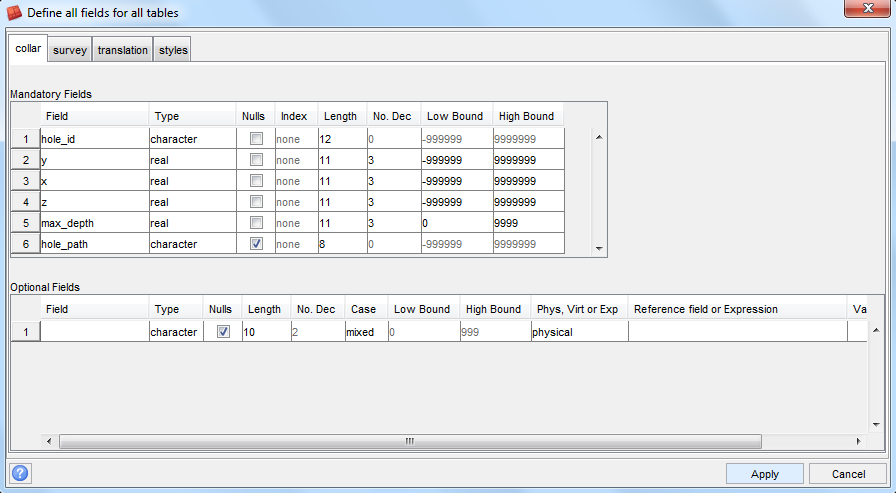 Define all fields for all tables
collar survey translation styles
Mandatory Fields
Field Type Nulls Index Length No. Dec Low Bound High Bound
1 hole_id character none 12 0 -999999 9999999
2 y real none 11 3 -999999 9999999
3 x real none 11 3 -999999 9999999
4 z real none 11 3 -999999 9999999
5 max_depth real none 11 3 0 9999
6 hole_path character none 8 0 -999999 9999999
Optional Fields
Field Type Nulls Length No. Dec Case Low Bound High Bound Phys, Virt or Exp Reference field or Expression Va
1 character 10 2 mixed 0 999 physical
? Apply Cancel